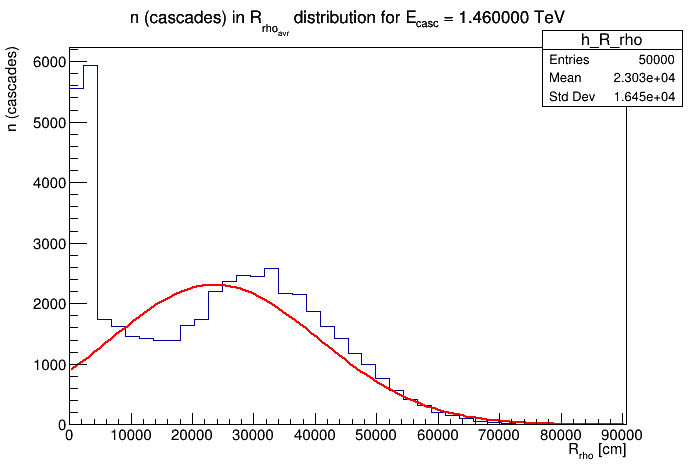 n (cascades) in R_rho_avr distribution for E_casc = 1.460000 TeV
h_R_rho
Entries 50000
Mean 2.303e+04
Std Dev 1.645e+04
n (cascades)
6000
5000
4000
3000
2000
1000
0
0 10000 20000 30000 40000 50000 60000 70000 80000 90000
R_rho [cm]